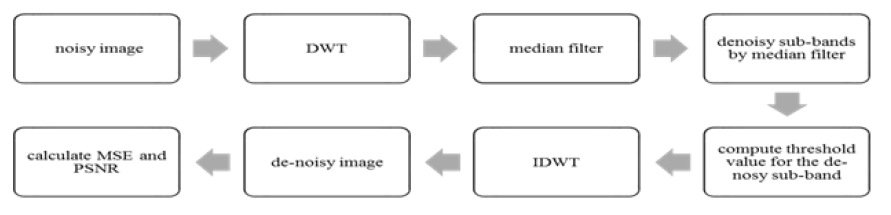 noisy image
DWT
median filter
denoisy sub-bands
by median filter
compute threshold
value for the de-
nosy sub-band
IDWT
de-noisy image
calculate MSE and
PSNR